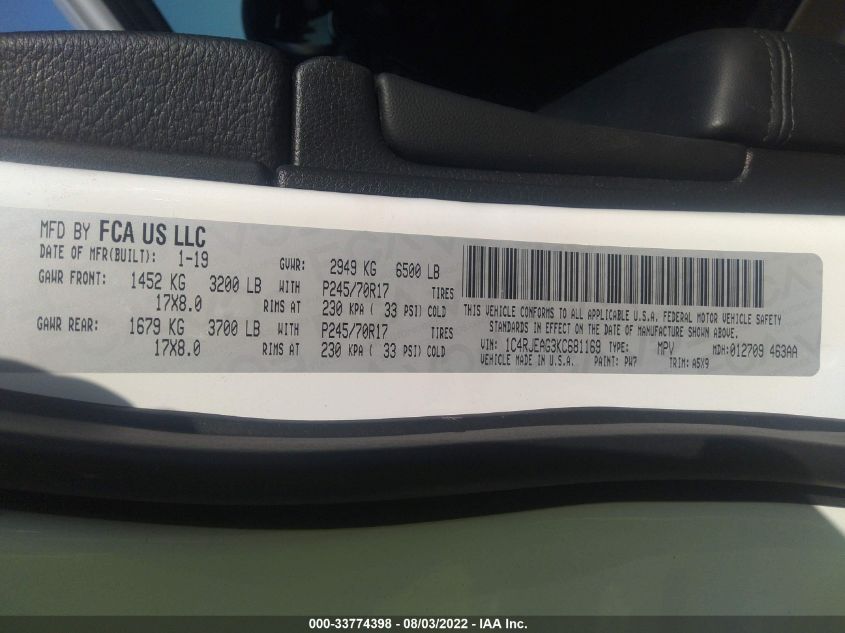 MFD BY FCA US LLC
DATE OF MFR(BUILT): 1-19 GVWR: 2949 KG 6500 LB
GAWR FRONT: 1452 KG 3200 LB WITH P245/70R17 TIRES
17X8.0 RIMS AT 230 KPA ( 33 PSI) COLD
GAWR REAR: 1679 KG 3700 LB WITH P245/70R17 TIRES
17X8.0 RIMS AT 230 KPA ( 33 PSI) COLD
THIS VEHICLE CONFORMS TO ALL APPLICABLE U.S.A. FEDERAL MOTOR VEHICLE SAFETY
STANDARDS IN EFFECT ON THE DATE OF MANUFACTURE SHOWN ABOVE.
VIN: 1C4RJEAG3KC681169 TYPE: MPV MDH: 012709 463AA
VEHICLE MADE IN U.S.A. PAINT: PW7 TRIM: A5X9
000-33774398 - 08/03/2022 - IAA Inc.